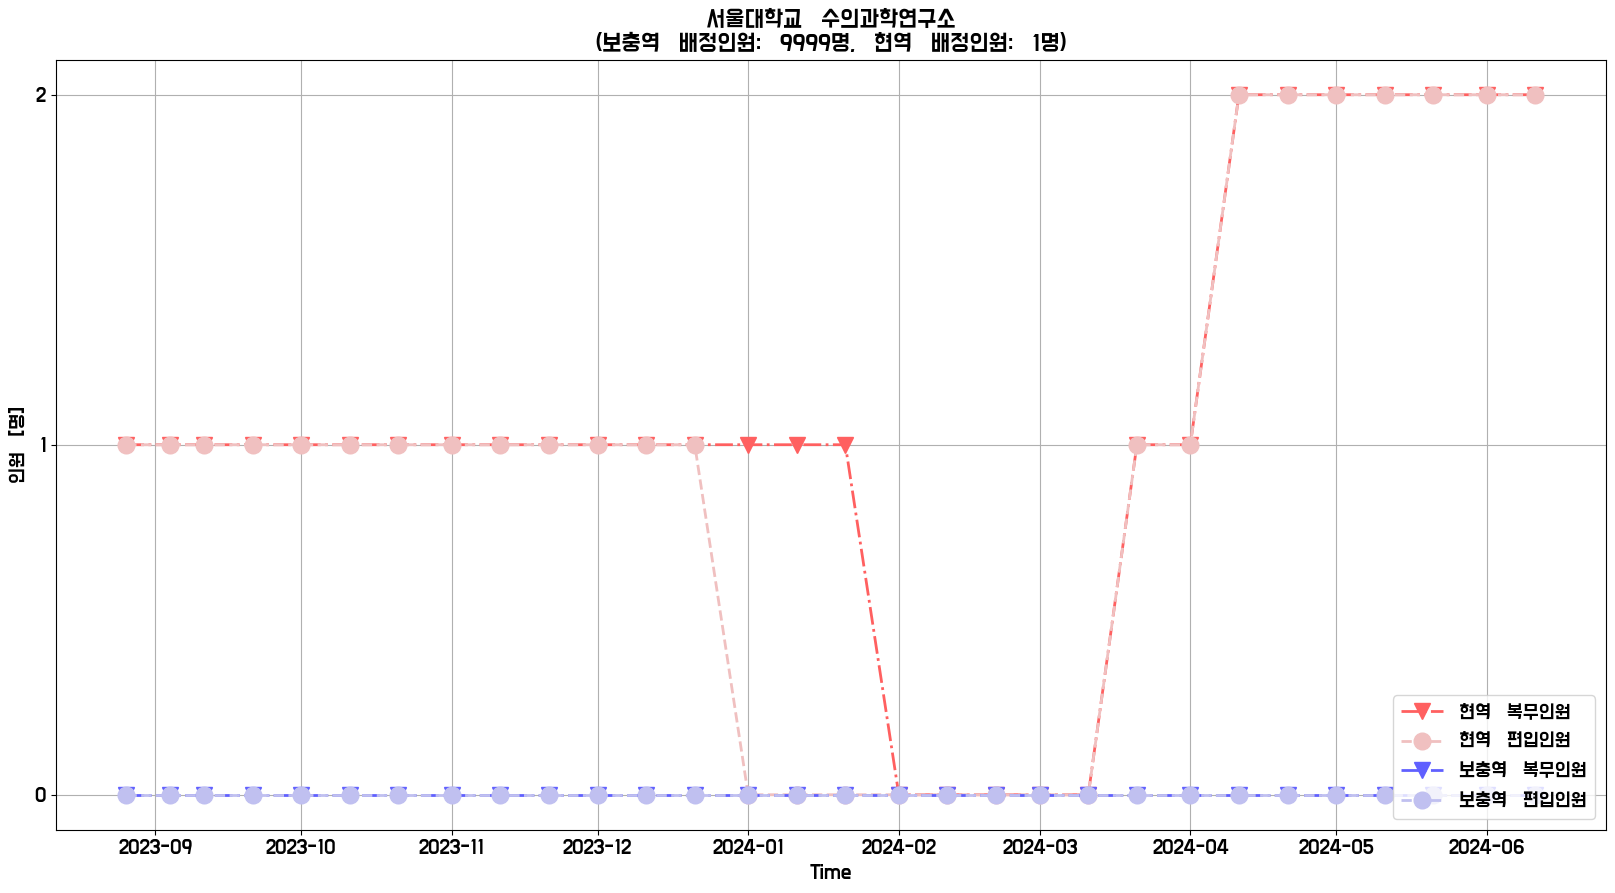 서울대학교 수인과학연구소
(보충역 배정인원: 9999명, 현역 배정인원: 1명)
2
1
0
인원 [명]
2023-09 2023-10 2023-11 2023-12 2024-01 2024-02 2024-03 2024-04 2024-05 2024-06
Time
현역 복무인원
현역 편입인원
보충역 복무인원
보충역 편입인원